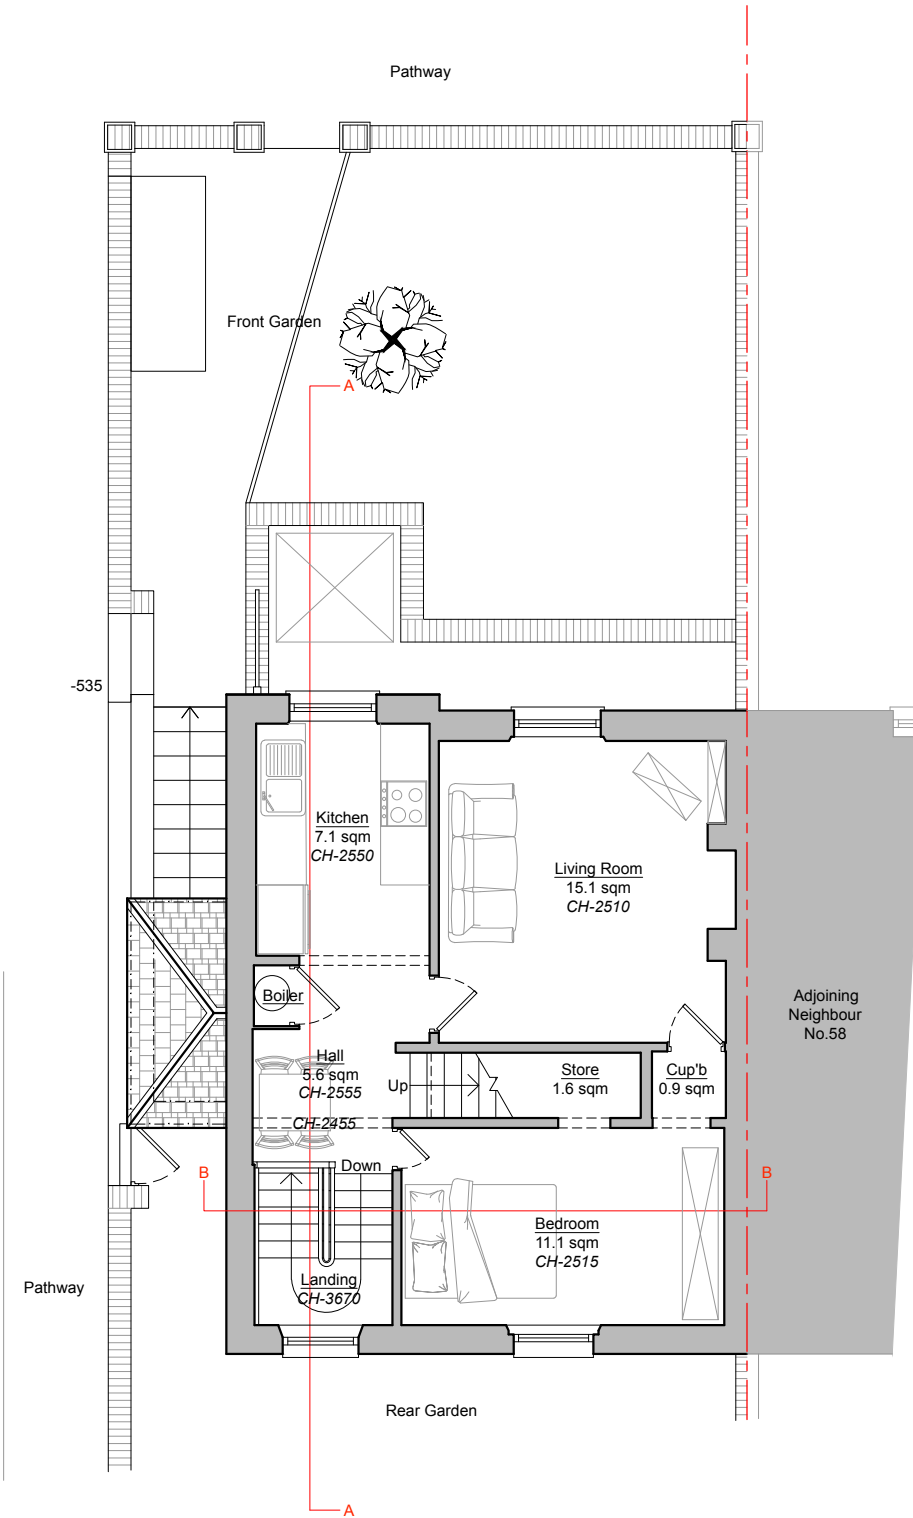 Pathway
Front Garden
A
-535
Kitchen
7.1 sqm
CH-2550
Living Room
15.1 sqm
CH-2510
Boiler
Adjoining
Neighbour
No.58
Hall
5.6 sqm
CH-2555
CH-2455
Up
Store
1.6 sqm
Cup'b
0.9 sqm
Down
B
B
Bedroom
11.1 sqm
CH-2515
Landing
CH-3670
Pathway
Rear Garden
A